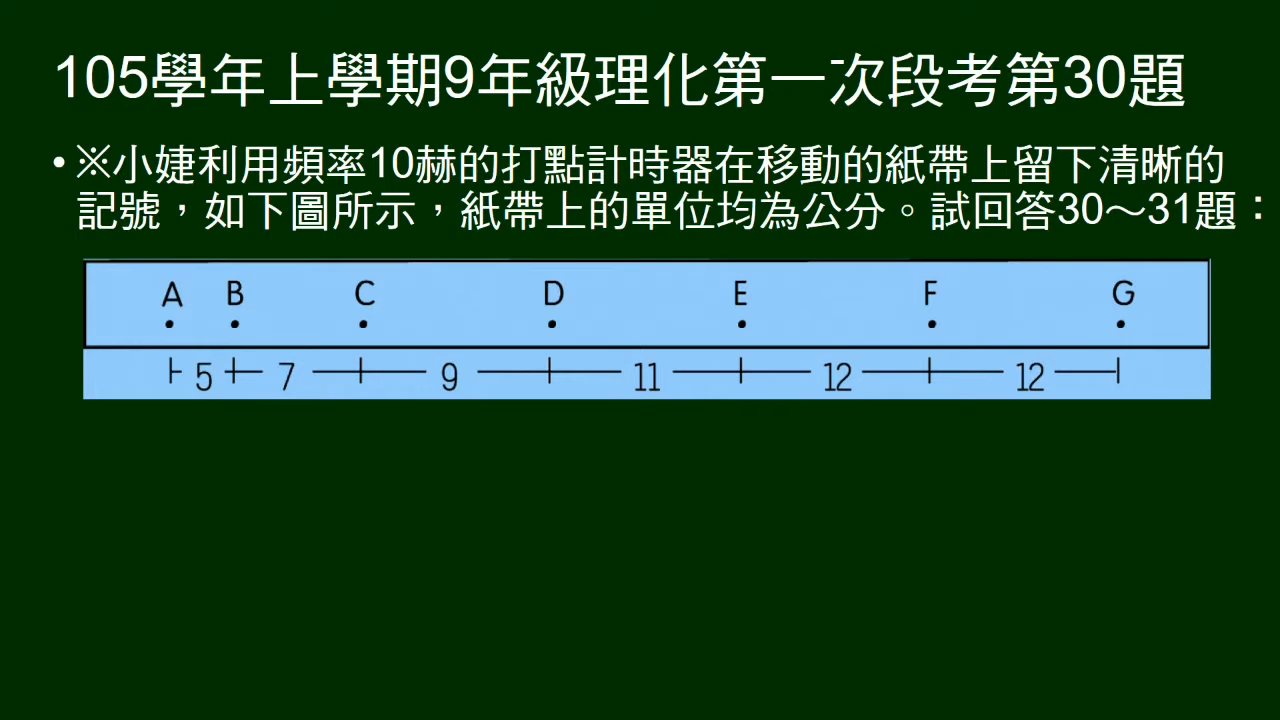 105學年上學期9年級理化第一次段考第30題
•※小婕利用頻率10赫的打點計時器在移動的紙帶上留下清晰的
記號，如下圖所示，紙帶上的單位均為公分。試回答30～31題：
A B C D E F G
5 7 9 11 12 12